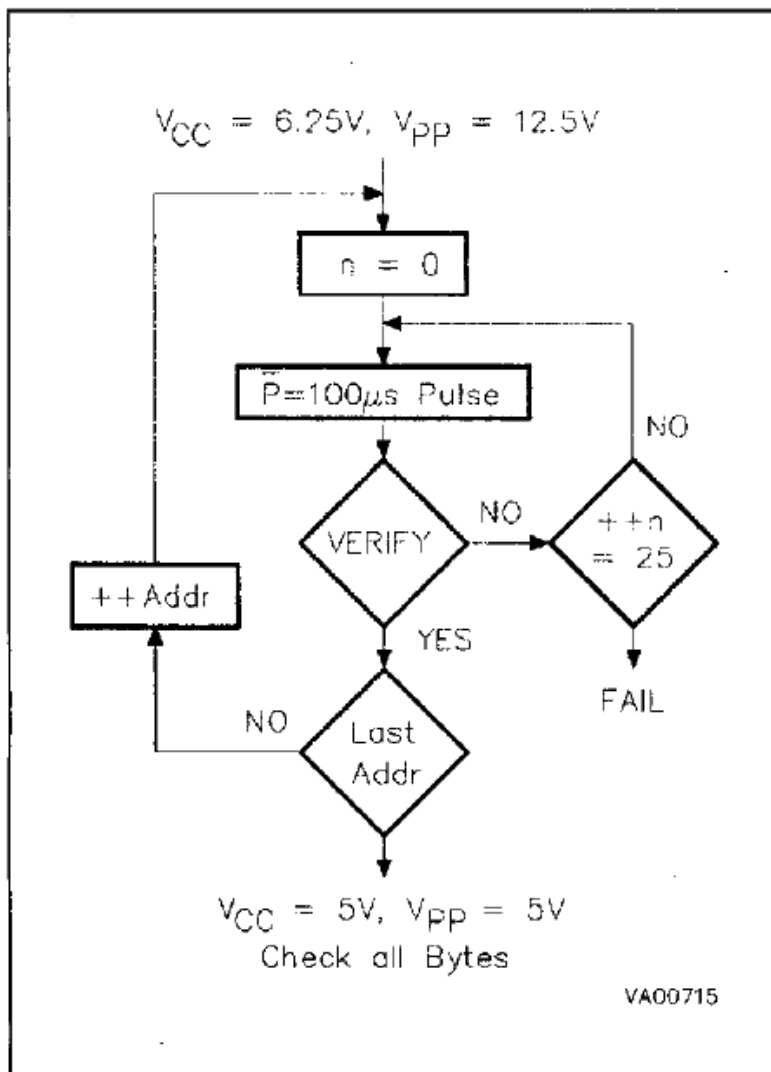 VCC = 6.25V, VPP = 12.5V
n = 0
P̅=100µs Pulse
NO
VERIFY
NO
++n
= 25
++Addr
YES
FAIL
NO
Last
Addr
VCC = 5V, VPP = 5V
Check all Bytes
VA00715